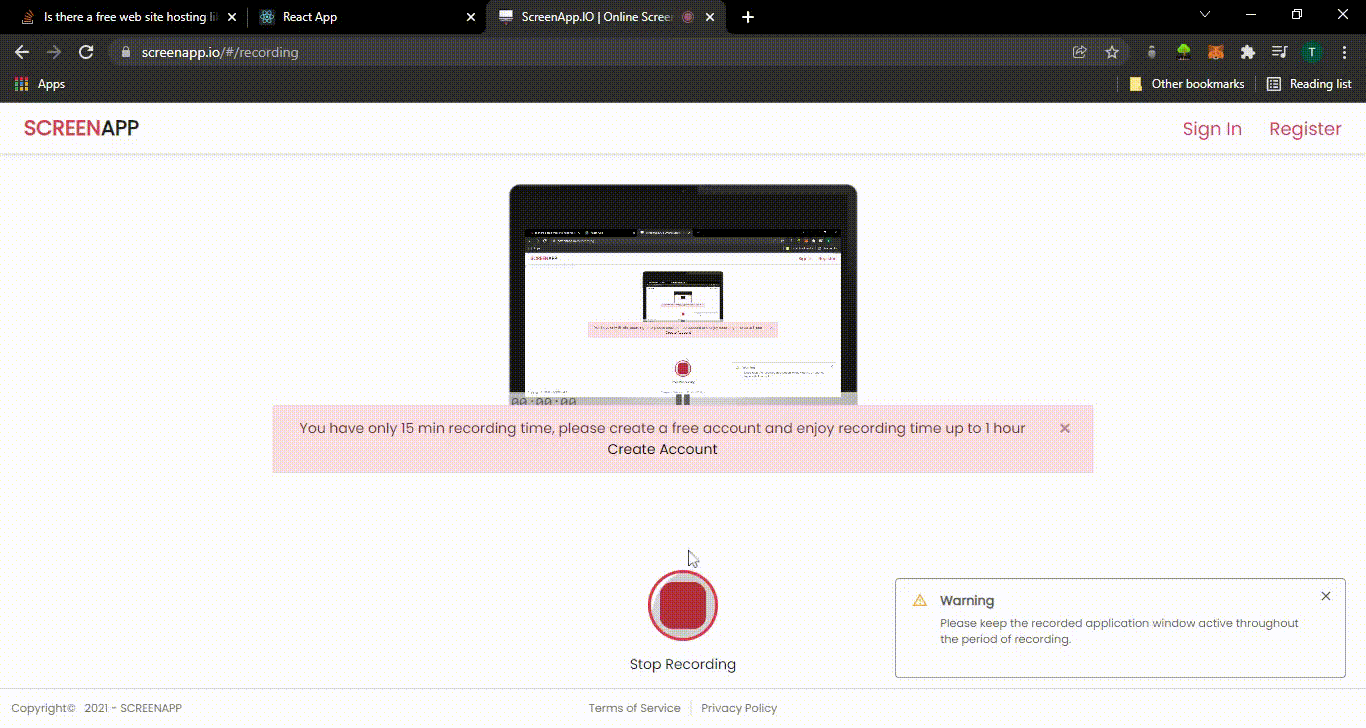 Is there a free web site hosting li
React App
ScreenApp.IO | Online Scree
screenapp.io/#/recording
T
Apps
Other bookmarks
Reading list
SCREENAPP
Sign In
Register
00:00:00
You have only 15 min recording time, please create a free account and enjoy recording time up to 1 hour
Create Account
Warning
Please keep the recorded application window active throughout
the period of recording.
Stop Recording
Copyright© 2021 - SCREENAPP
Terms of Service
Privacy Policy